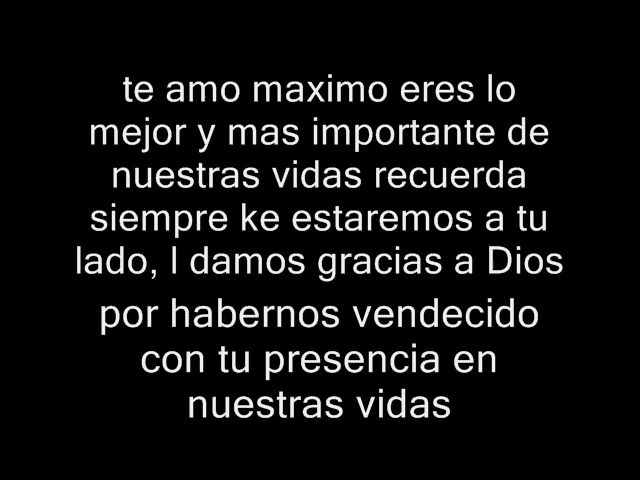 te amo maximo eres lo
mejor y mas importante de
nuestras vidas recuerda
siempre ke estaremos a tu
lado, l damos gracias a Dios
por habernos vendecido
con tu presencia en
nuestras vidas